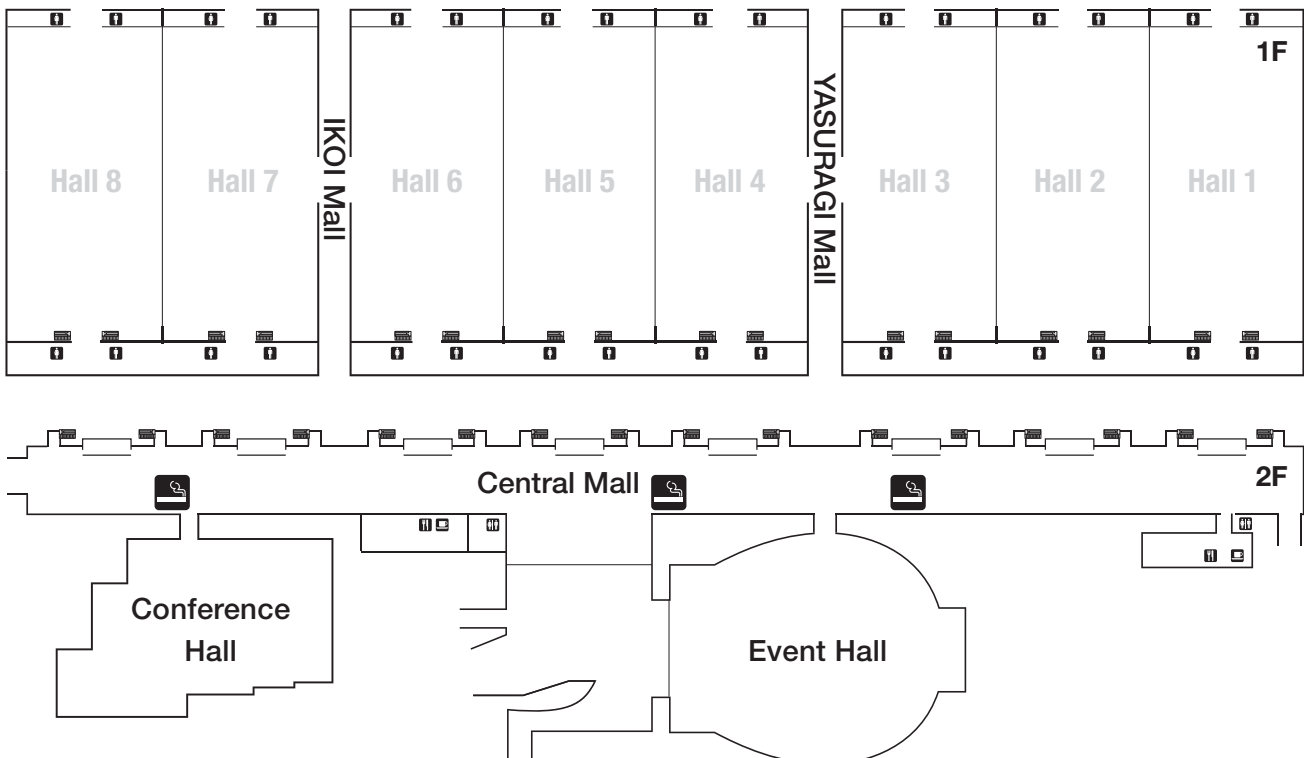 1F
IKOI Mall
YASURAGI Mall
Hall 8
Hall 7
Hall 6
Hall 5
Hall 4
Hall 3
Hall 2
Hall 1
Central Mall
2F
Conference
Hall
Event Hall